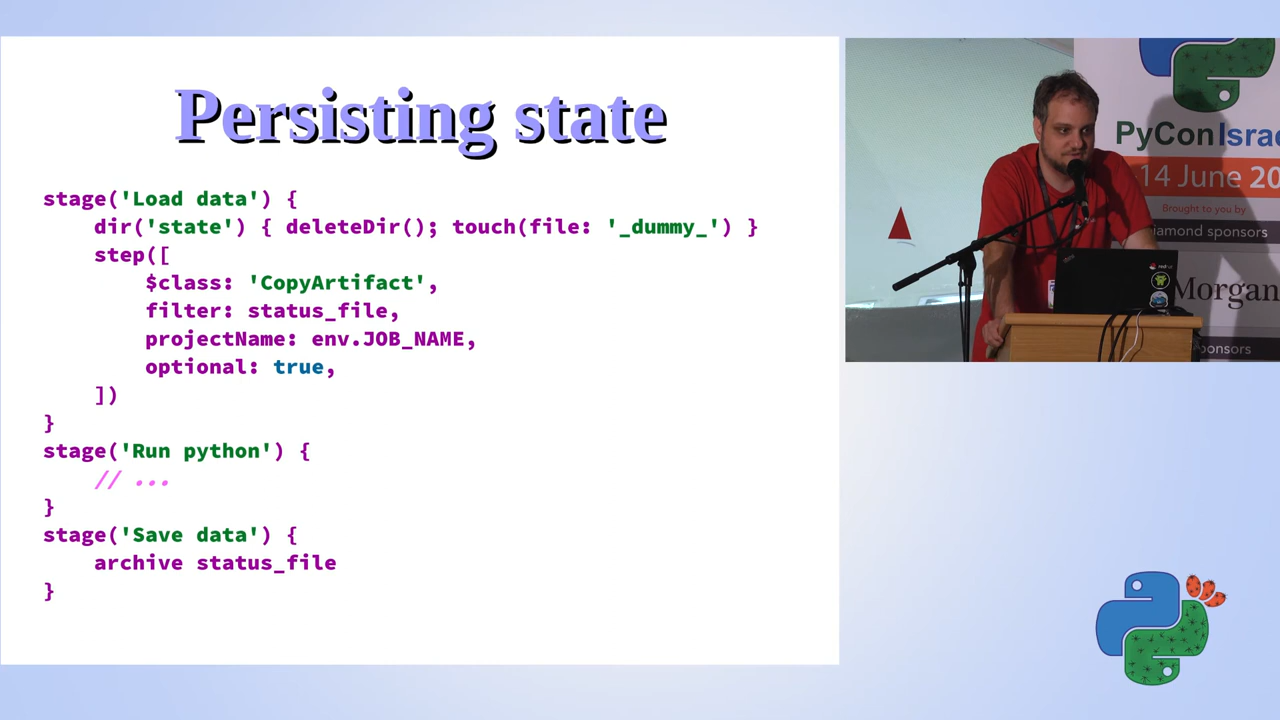 Persisting state
stage('Load data') {
    dir('state') { deleteDir(); touch(file: '_dummy_') }
    step([
        $class: 'CopyArtifact',
        filter: status_file,
        projectName: env.JOB_NAME,
        optional: true,
    ])
}
stage('Run python') {
    // ...
}
stage('Save data') {
    archive status_file
}
PyConIsra
-14 June 20
Brought to you by
iamond sponsors
Morgan
ponsors
redhat